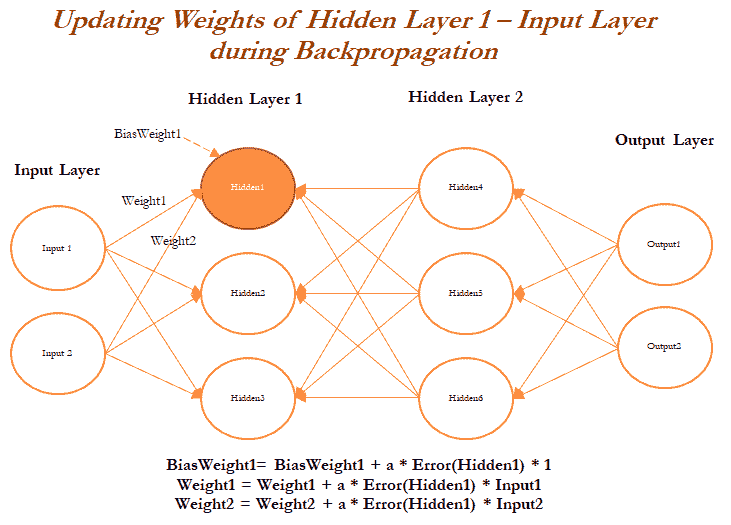 Updating Weights of Hidden Layer 1 – Input Layer
during Backpropagation
Hidden Layer 1
Hidden Layer 2
BiasWeight1
Output Layer
Input Layer
Hidden1
Hidden4
Weight1
Weight2
Input 1
Output1
Hidden2
Hidden5
Input 2
Output2
Hidden3
Hidden6
BiasWeight1= BiasWeight1 + a * Error(Hidden1) * 1
Weight1 = Weight1 + a * Error(Hidden1) * Input1
Weight2 = Weight2 + a * Error(Hidden1) * Input2